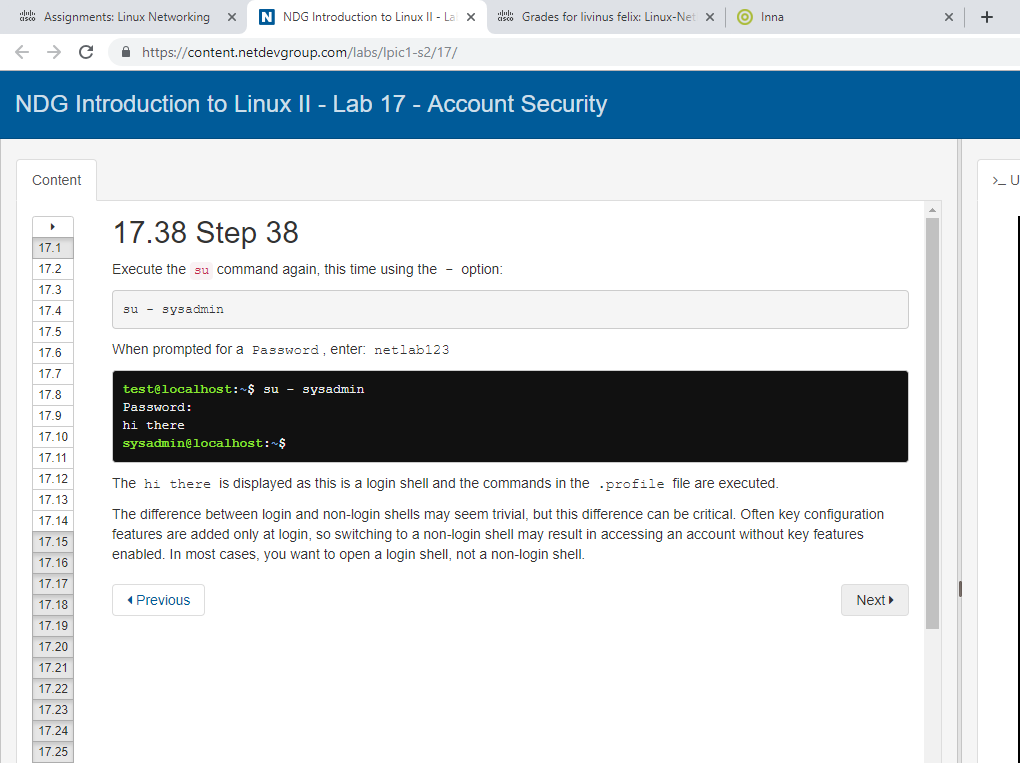 Assignments: Linux Networking
NDG Introduction to Linux II - La
Grades for livinus felix: Linux-Net
Inna
https://content.netdevgroup.com/labs/lpic1-s2/17/
NDG Introduction to Linux II - Lab 17 - Account Security
Content
>_ U
17.1
17.2
17.3
17.4
17.5
17.6
17.7
17.8
17.9
17.10
17.11
17.12
17.13
17.14
17.15
17.16
17.17
17.18
17.19
17.20
17.21
17.22
17.23
17.24
17.25
17.38 Step 38
Execute the su command again, this time using the - option:
su - sysadmin
When prompted for a Password, enter: netlab123
test@localhost:~$ su - sysadmin
Password:
hi there
sysadmin@localhost:~$
The hi there is displayed as this is a login shell and the commands in the .profile file are executed.
The difference between login and non-login shells may seem trivial, but this difference can be critical. Often key configuration
features are added only at login, so switching to a non-login shell may result in accessing an account without key features
enabled. In most cases, you want to open a login shell, not a non-login shell.
Previous
Next